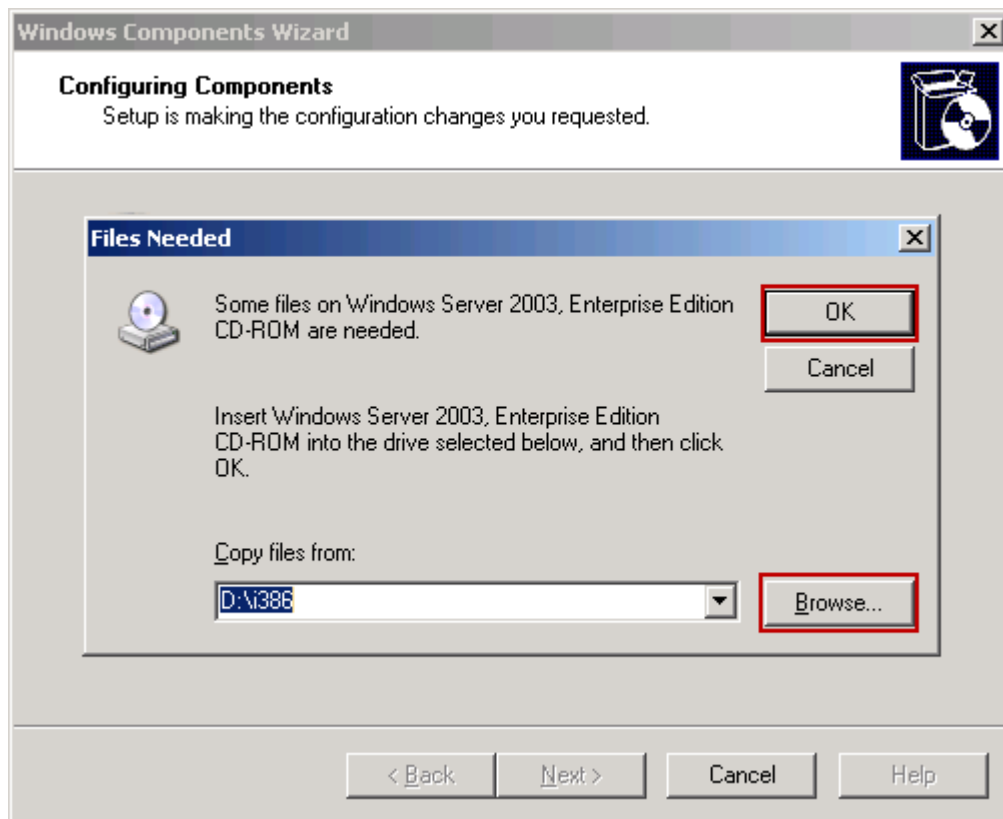 Windows Components Wizard
Configuring Components
Setup is making the configuration changes you requested.
Files Needed
Some files on Windows Server 2003, Enterprise Edition
CD-ROM are needed.
OK
Cancel
Insert Windows Server 2003, Enterprise Edition
CD-ROM into the drive selected below, and then click
OK.
Copy files from:
D:\i386
Browse...
< Back
Next >
Cancel
Help